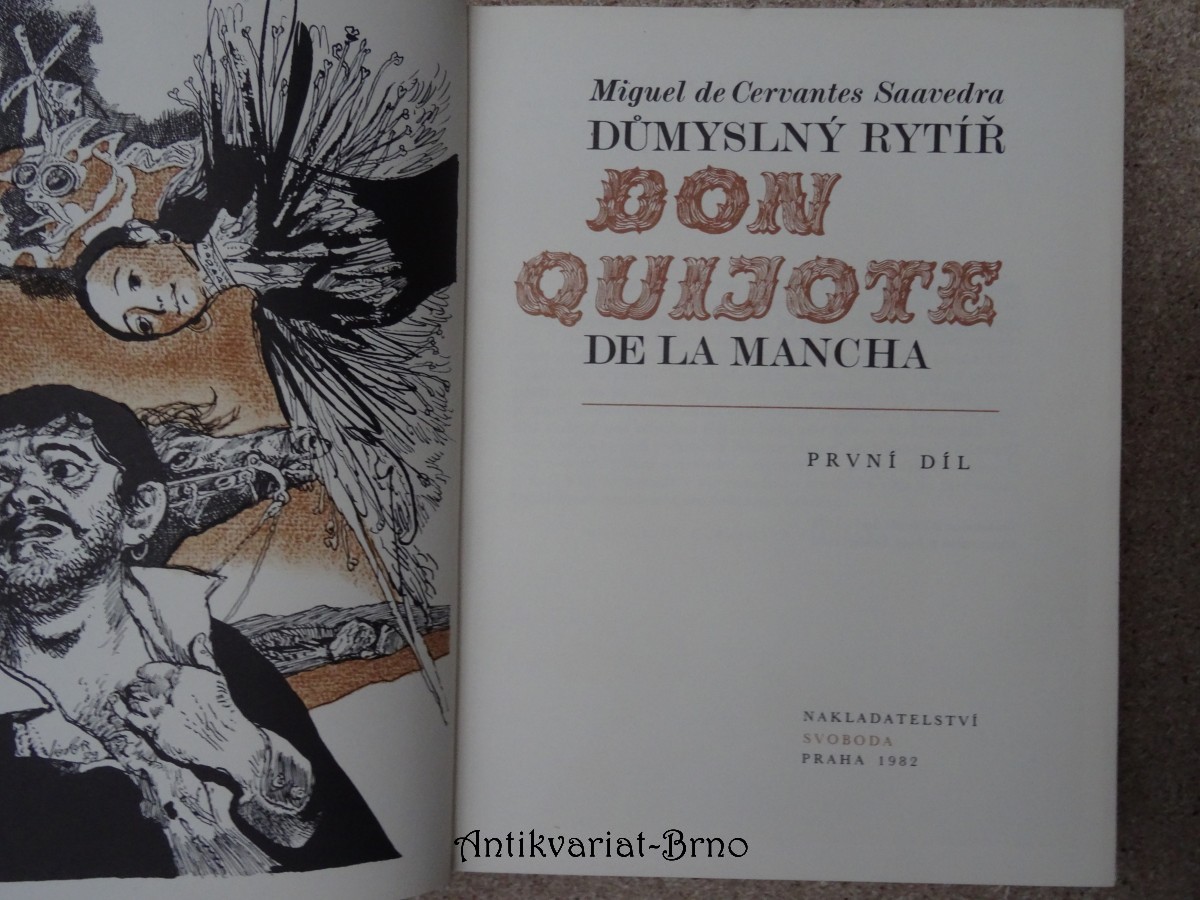 Miguel de Cervantes Saavedra
DŮMYSLNÝ RYTÍŘ
DON
QUIJOTE
DE LA MANCHA
PRVNÍ DÍL
NAKLADATELSTVÍ
SVOBODA
PRAHA 1982
Antikvariat-Brno